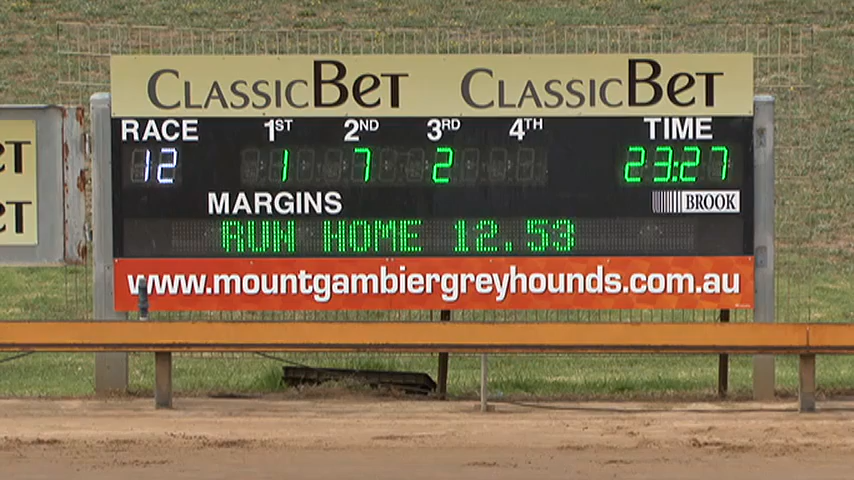 CLASSICBET CLASSICBET
RACE 1ST 2ND 3RD 4TH TIME
12 1 7 2 23:27
MARGINS BROOK
RUN HOME 12.53
www.mountgambiergreyhounds.com.au